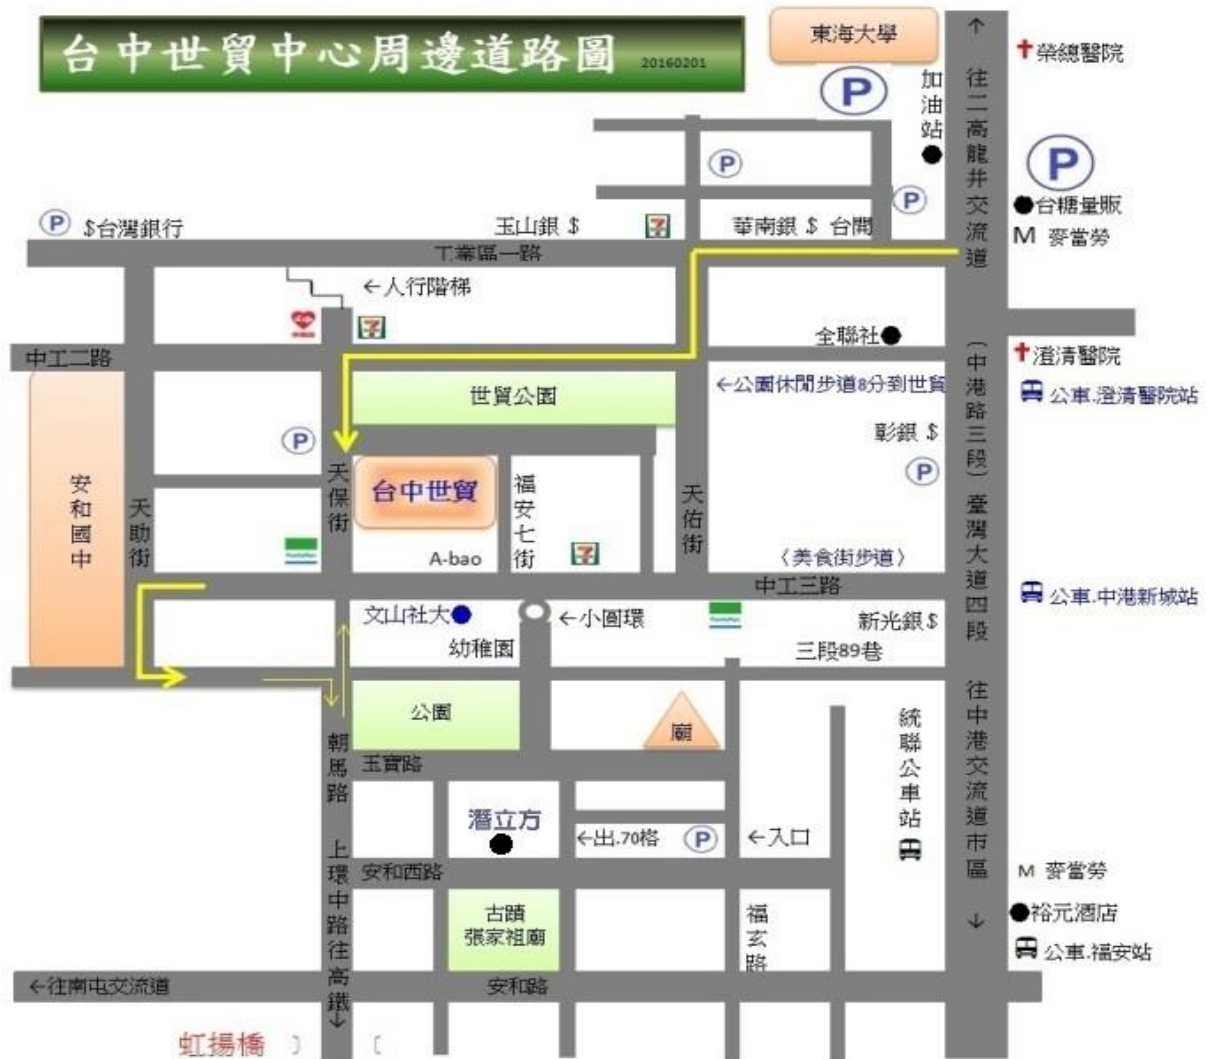 台中世貿中心周邊道路圖 20160201
東海大學
P
加油站
↑ 往二高龍井交流道
榮總醫院
P
台糖量販
M 麥當勞
P
P
P $台灣銀行
玉山銀 $
7
華南銀 $ 台開
工業區一路
←人行階梯
7
全聯社
中工二路
澄清醫院
公車.澄清醫院站
世貿公園
←公園休閒步道8分到世貿
彰銀 $
P
P
(中港路三段)臺灣大道四段
安和國中
天助街
天保街
台中世貿
福安七街
天佑街
FamilyMart
A-bao
7
〈美食街步道〉
中工三路
公車.中港新城站
文山社大
←小圓環
FamilyMart
新光銀$
幼稚園
三段89巷
公園
廟
統聯公車站
往中港交流道市區 ↓
朝馬路
玉寶路
潛立方
←出.70格
P
←入口
上環中路往高鐵↓
安和西路
M 麥當勞
古蹟
張家祖廟
福玄路
裕元酒店
公車.福安站
←往南屯交流道
安和路
虹揚橋 〕 〔